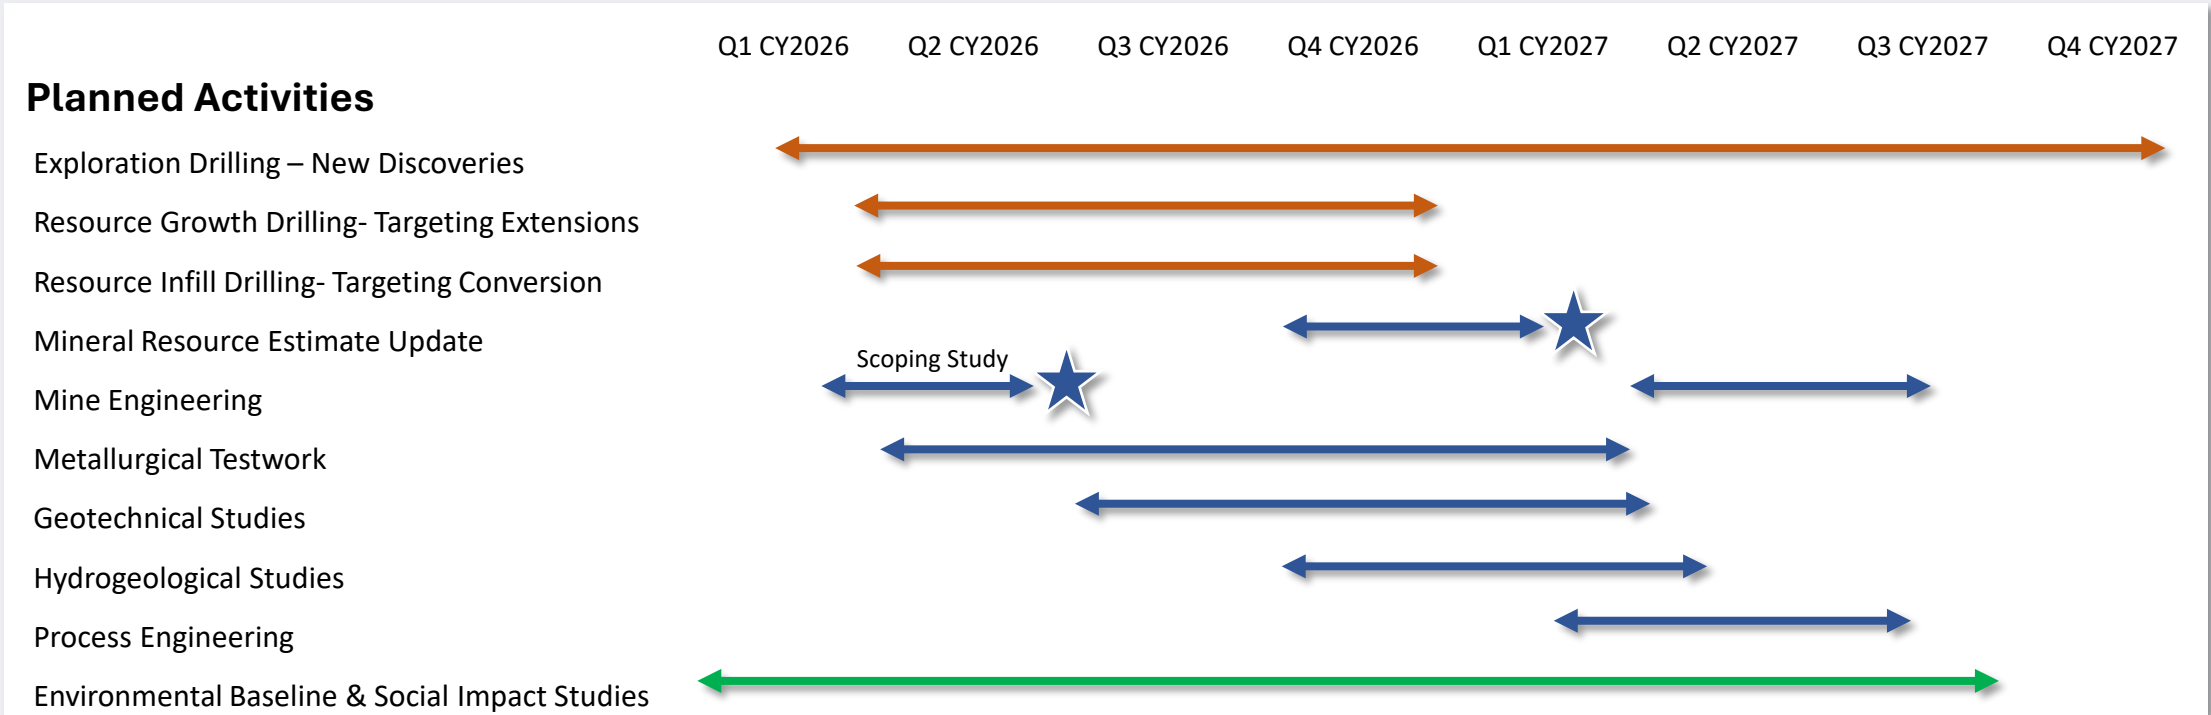 Q1 CY2026 Q2 CY2026 Q3 CY2026 Q4 CY2026 Q1 CY2027 Q2 CY2027 Q3 CY2027 Q4 CY2027
Planned Activities
Exploration Drilling – New Discoveries
Resource Growth Drilling- Targeting Extensions
Resource Infill Drilling- Targeting Conversion
Mineral Resource Estimate Update
Scoping Study
Mine Engineering
Metallurgical Testwork
Geotechnical Studies
Hydrogeological Studies
Process Engineering
Environmental Baseline & Social Impact Studies